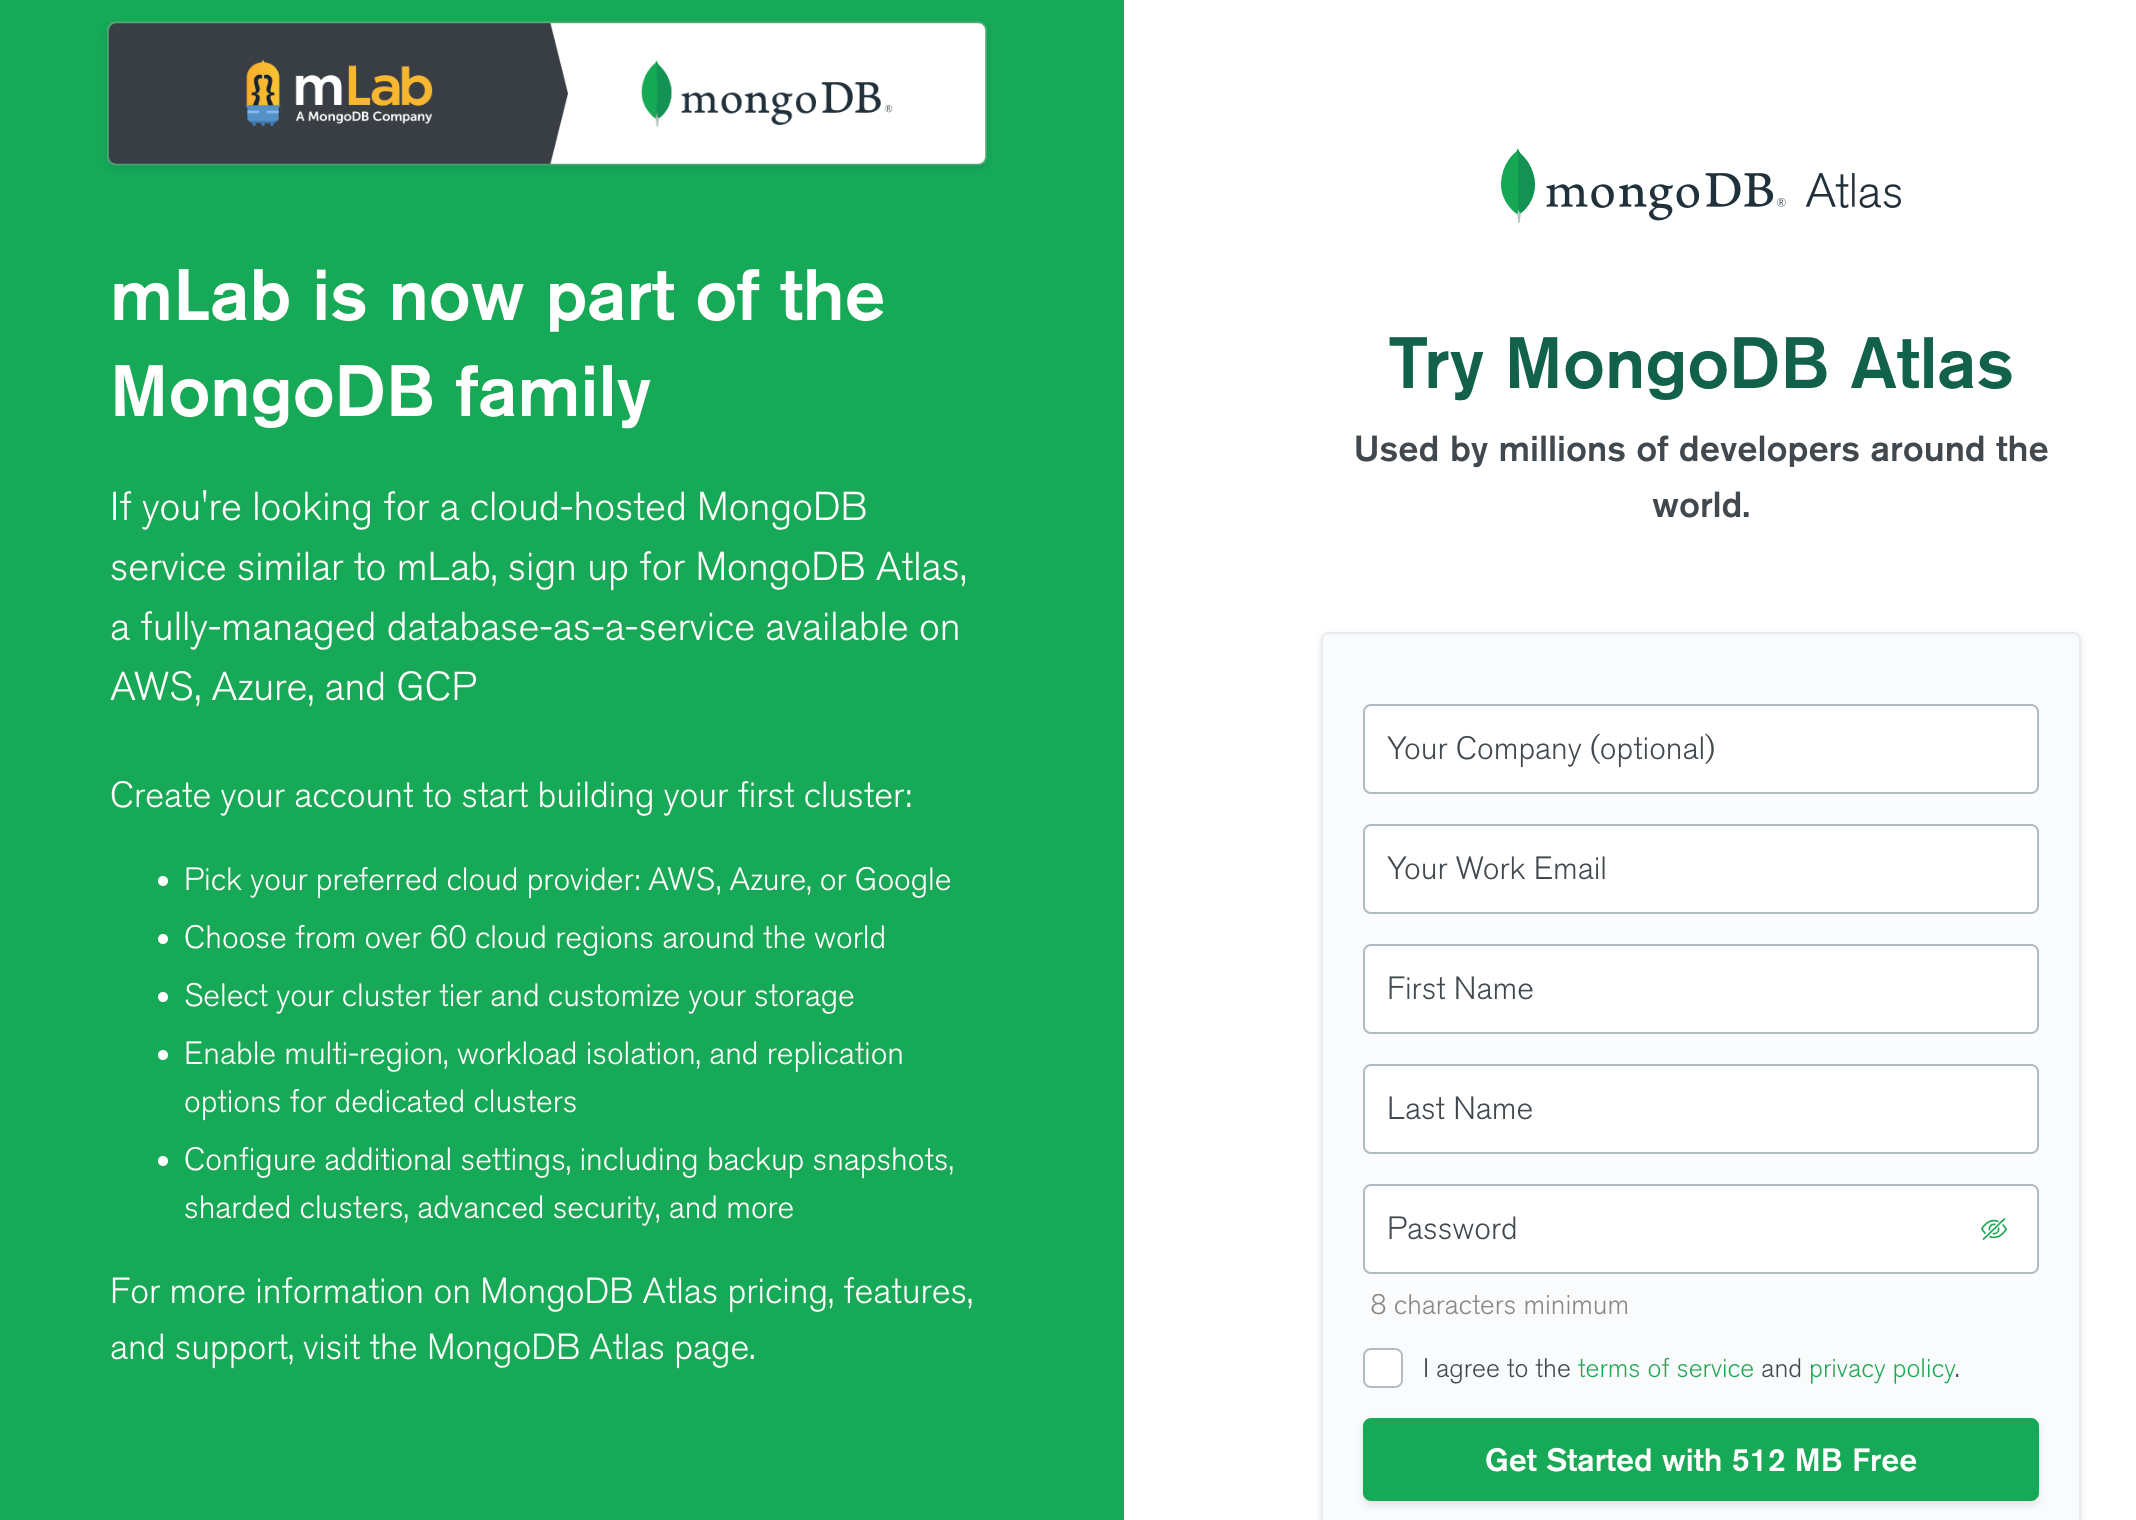 mLab
A MongoDB Company
mongoDB®
mLab is now part of the
MongoDB family
If you're looking for a cloud-hosted MongoDB
service similar to mLab, sign up for MongoDB Atlas,
a fully-managed database-as-a-service available on
AWS, Azure, and GCP
Create your account to start building your first cluster:
• Pick your preferred cloud provider: AWS, Azure, or Google
• Choose from over 60 cloud regions around the world
• Select your cluster tier and customize your storage
• Enable multi-region, workload isolation, and replication
options for dedicated clusters
• Configure additional settings, including backup snapshots,
sharded clusters, advanced security, and more
For more information on MongoDB Atlas pricing, features,
and support, visit the MongoDB Atlas page.
mongoDB® Atlas
Try MongoDB Atlas
Used by millions of developers around the
world.
Your Company (optional)
Your Work Email
First Name
Last Name
Password
8 characters minimum
I agree to the terms of service and privacy policy.
Get Started with 512 MB Free